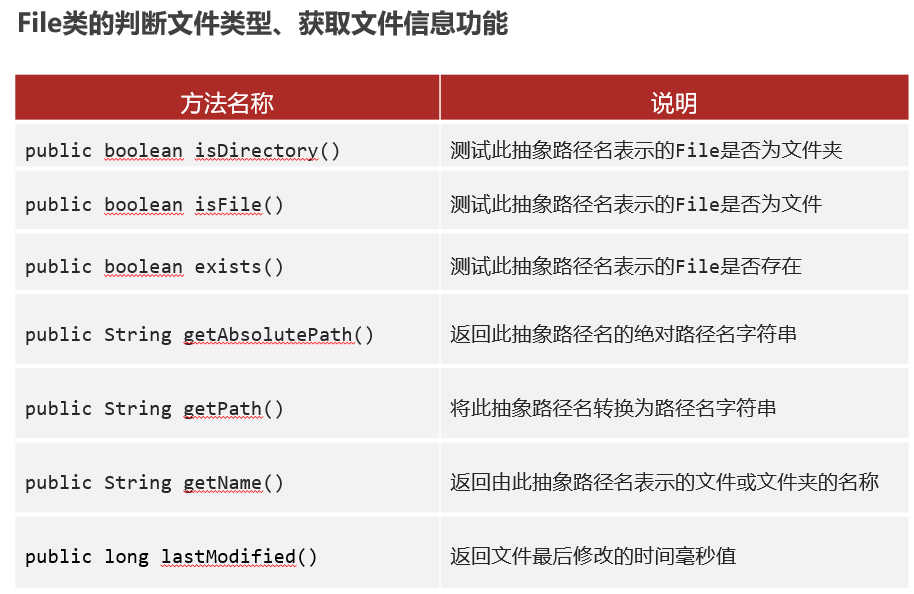 File类的判断文件类型、获取文件信息功能
方法名称 说明
public boolean isDirectory() 测试此抽象路径名表示的File是否为文件夹
public boolean isFile() 测试此抽象路径名表示的File是否为文件
public boolean exists() 测试此抽象路径名表示的File是否存在
public String getAbsolutePath() 返回此抽象路径名的绝对路径名字符串
public String getPath() 将此抽象路径名转换为路径名字符串
public String getName() 返回由此抽象路径名表示的文件或文件夹的名称
public long lastModified() 返回文件最后修改的时间毫秒值